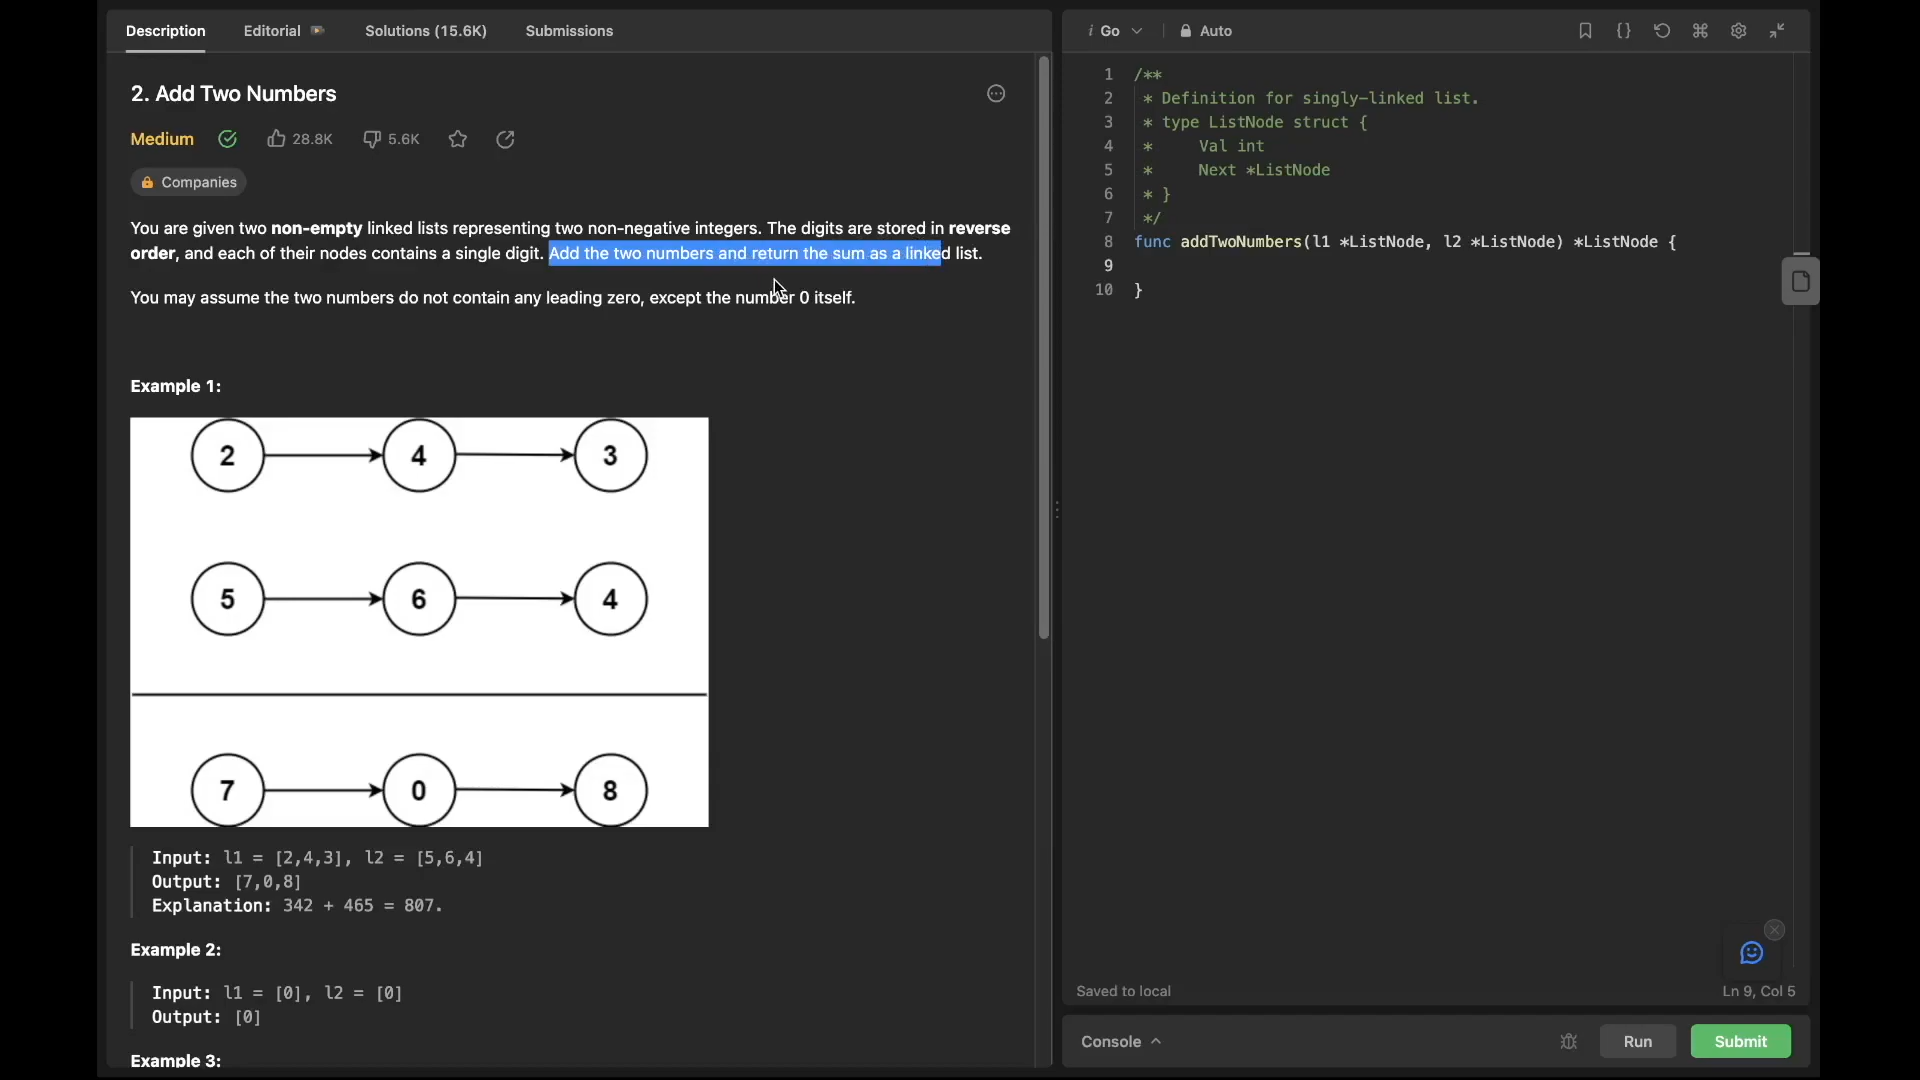 Description Editorial Solutions (15.6K) Submissions
2. Add Two Numbers
Medium 28.8K 5.6K
Companies
You are given two non-empty linked lists representing two non-negative integers. The digits are stored in reverse
order, and each of their nodes contains a single digit. Add the two numbers and return the sum as a linked list.
You may assume the two numbers do not contain any leading zero, except the number 0 itself.
Example 1:
2 4 3
5 6 4
7 0 8
Input: l1 = [2,4,3], l2 = [5,6,4]
Output: [7,0,8]
Explanation: 342 + 465 = 807.
Example 2:
Input: l1 = [0], l2 = [0]
Output: [0]
Example 3:
i Go Auto
1 /**
2 * Definition for singly-linked list.
3 * type ListNode struct {
4 * Val int
5 * Next *ListNode
6 * }
7 */
8 func addTwoNumbers(l1 *ListNode, l2 *ListNode) *ListNode {
9
10 }
Saved to local Ln 9, Col 5
Console Run Submit